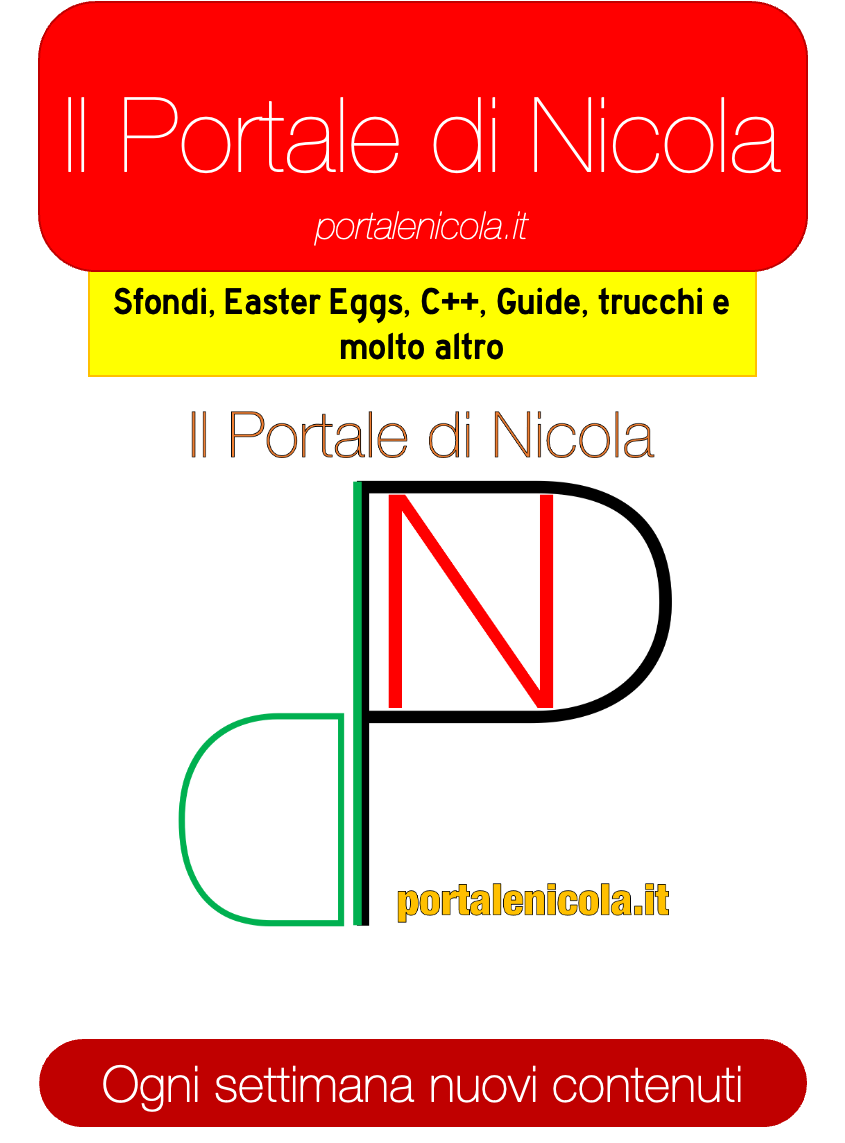 Il Portale di Nicola
portalenicola.it
Sfondi, Easter Eggs, C++, Guide, trucchi e
molto altro
Il Portale di Nicola
N
P
d
portalenicola.it
Ogni settimana nuovi contenuti